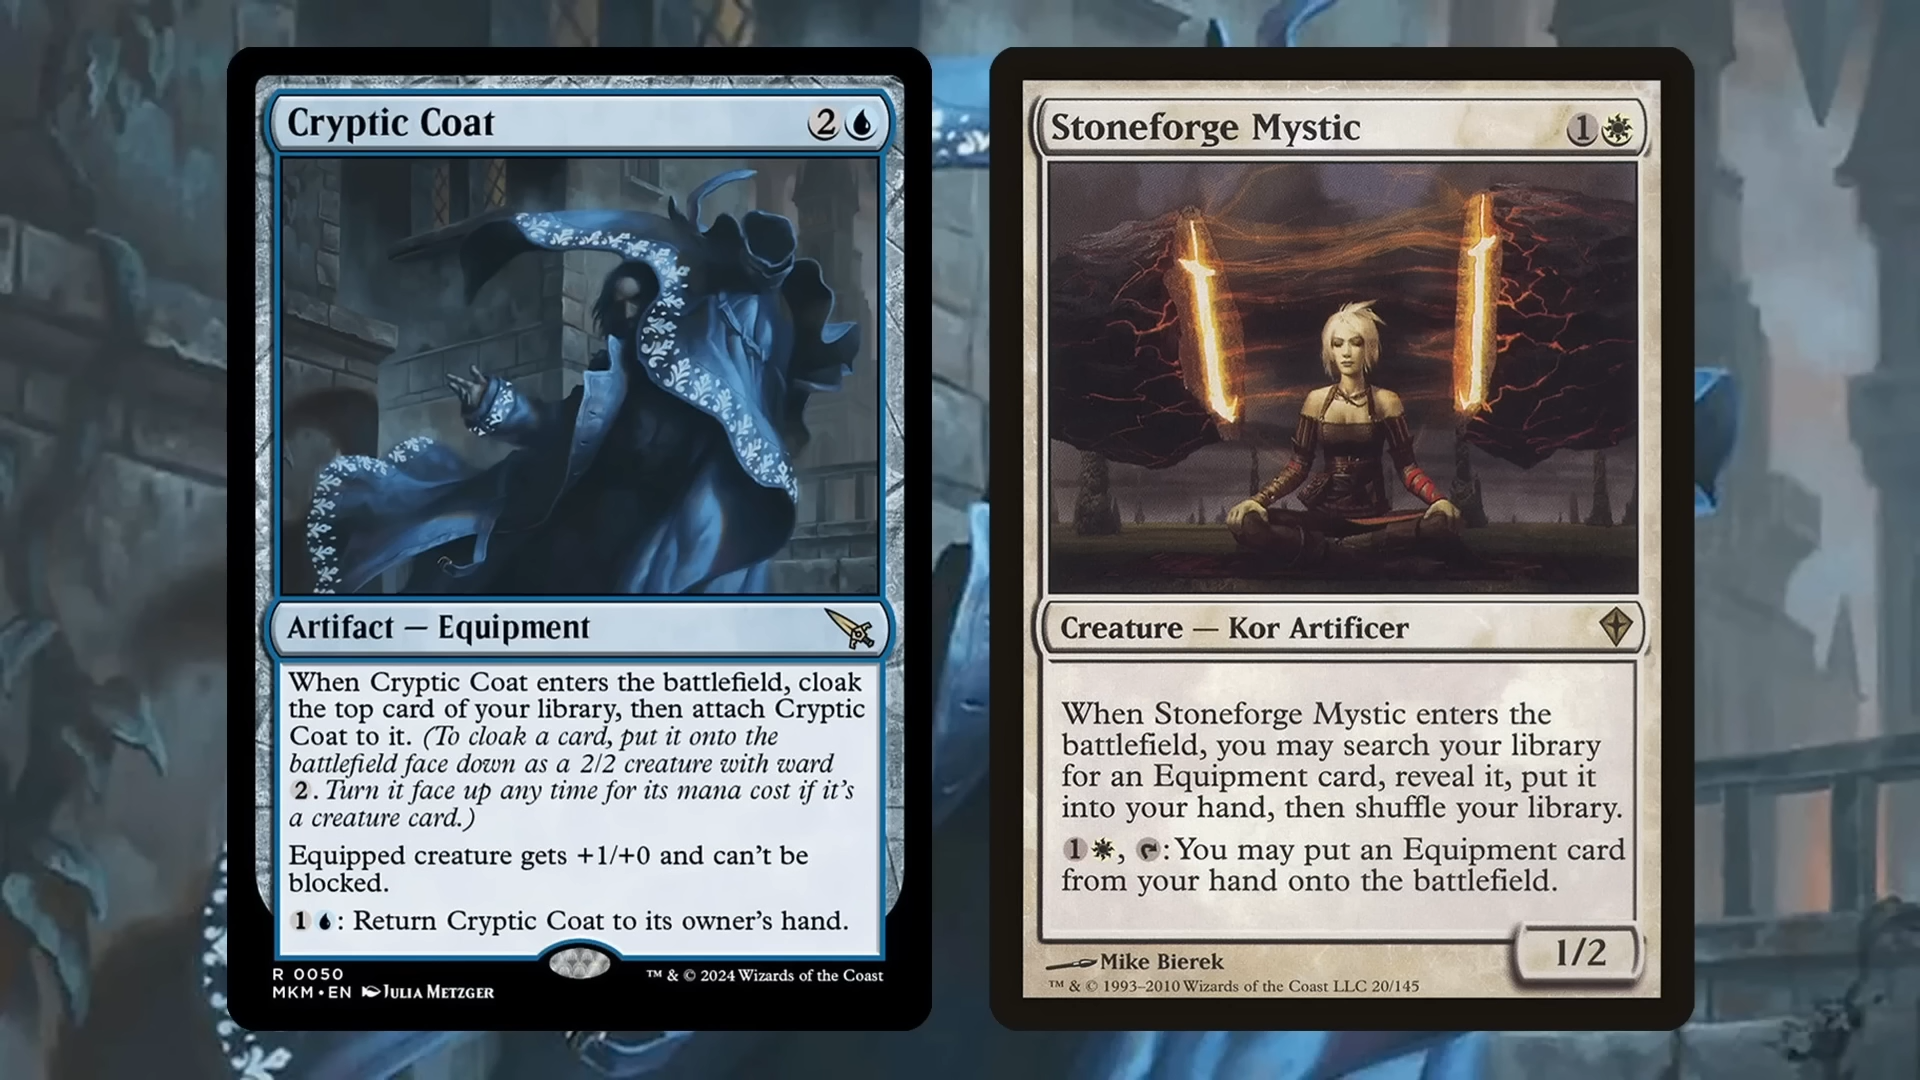 Cryptic Coat 2
Artifact — Equipment
When Cryptic Coat enters the battlefield, cloak
the top card of your library, then attach Cryptic
Coat to it. (To cloak a card, put it onto the
battlefield face down as a 2/2 creature with ward
2. Turn it face up any time for its mana cost if it's
a creature card.)
Equipped creature gets +1/+0 and can't be
blocked.
1 : Return Cryptic Coat to its owner's hand.
R 0050
MKM • EN JULIA METZGER
™ & © 2024 Wizards of the Coast
Stoneforge Mystic 1
Creature — Kor Artificer
When Stoneforge Mystic enters the
battlefield, you may search your library
for an Equipment card, reveal it, put it
into your hand, then shuffle your library.
1 , : You may put an Equipment card
from your hand onto the battlefield.
1/2
Mike Bierek
™ & © 1993–2010 Wizards of the Coast LLC 20/145